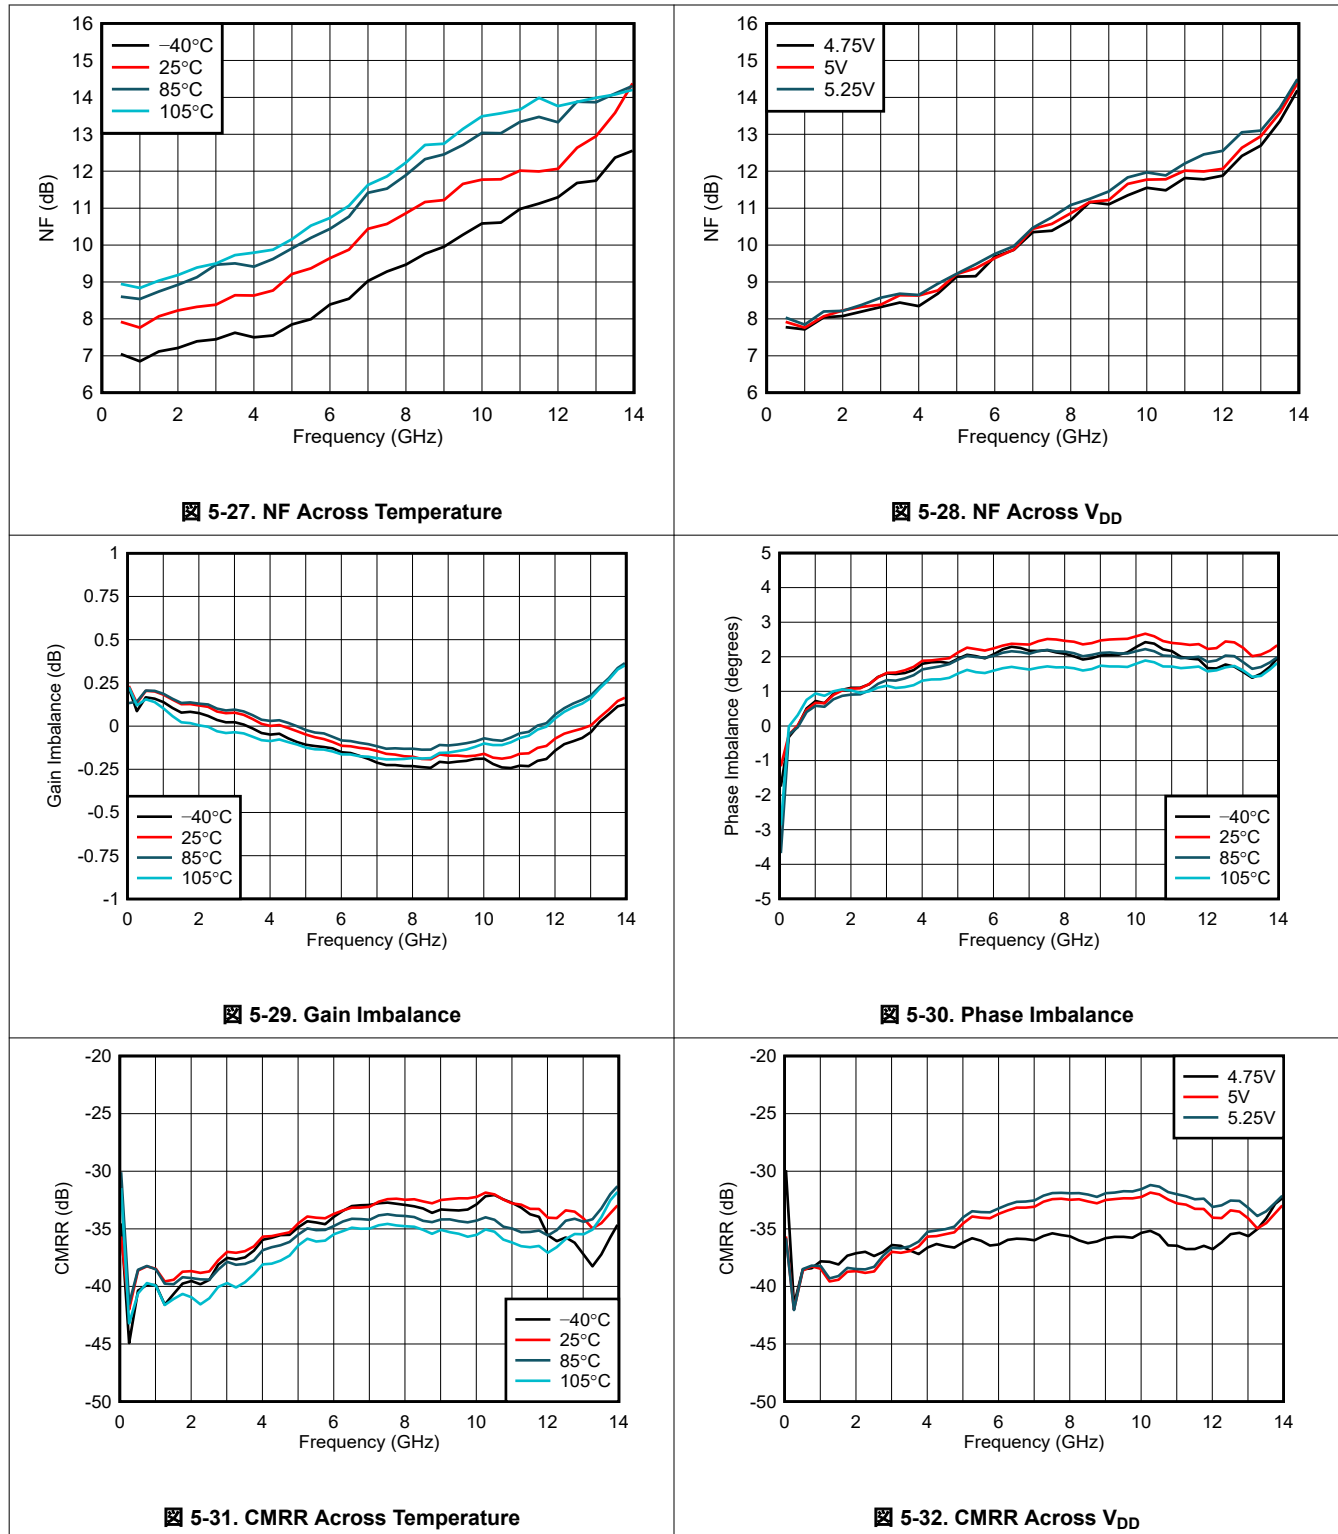 16
15
14
13
12
11
10
9
8
7
6
NF (dB)
−40°C
25°C
85°C
105°C
0 2 4 6 8 10 12 14
Frequency (GHz)
図 5-27. NF Across Temperature
16
15
14
13
12
11
10
9
8
7
6
NF (dB)
4.75V
5V
5.25V
0 2 4 6 8 10 12 14
Frequency (GHz)
図 5-28. NF Across VDD
1
0.75
0.5
0.25
0
-0.25
-0.5
-0.75
-1
Gain Imbalance (dB)
−40°C
25°C
85°C
105°C
0 2 4 6 8 10 12 14
Frequency (GHz)
図 5-29. Gain Imbalance
5
4
3
2
1
0
-1
-2
-3
-4
-5
Phase Imbalance (degrees)
−40°C
25°C
85°C
105°C
0 2 4 6 8 10 12 14
Frequency (GHz)
図 5-30. Phase Imbalance
-20
-25
-30
-35
-40
-45
-50
CMRR (dB)
−40°C
25°C
85°C
105°C
0 2 4 6 8 10 12 14
Frequency (GHz)
図 5-31. CMRR Across Temperature
-20
-25
-30
-35
-40
-45
-50
CMRR (dB)
4.75V
5V
5.25V
0 2 4 6 8 10 12 14
Frequency (GHz)
図 5-32. CMRR Across VDD